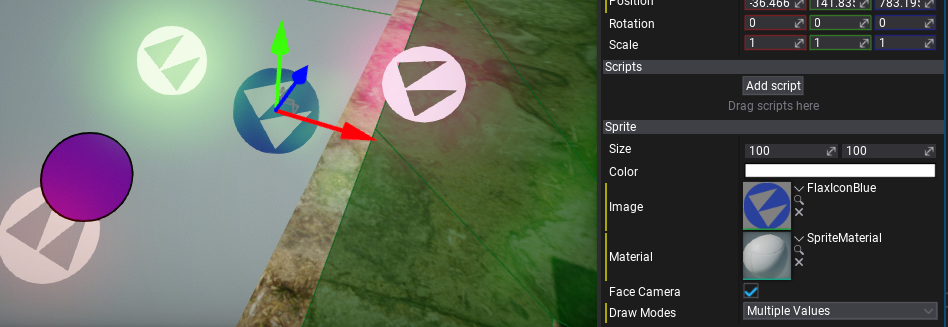 Position -36.466 141.835 783.195
Rotation 0 0 0
Scale 1 1 1
Scripts
Add script
Drag scripts here
Sprite
Size 100 100
Color
Image FlaxIconBlue
Material SpriteMaterial
Face Camera
Draw Modes Multiple Values